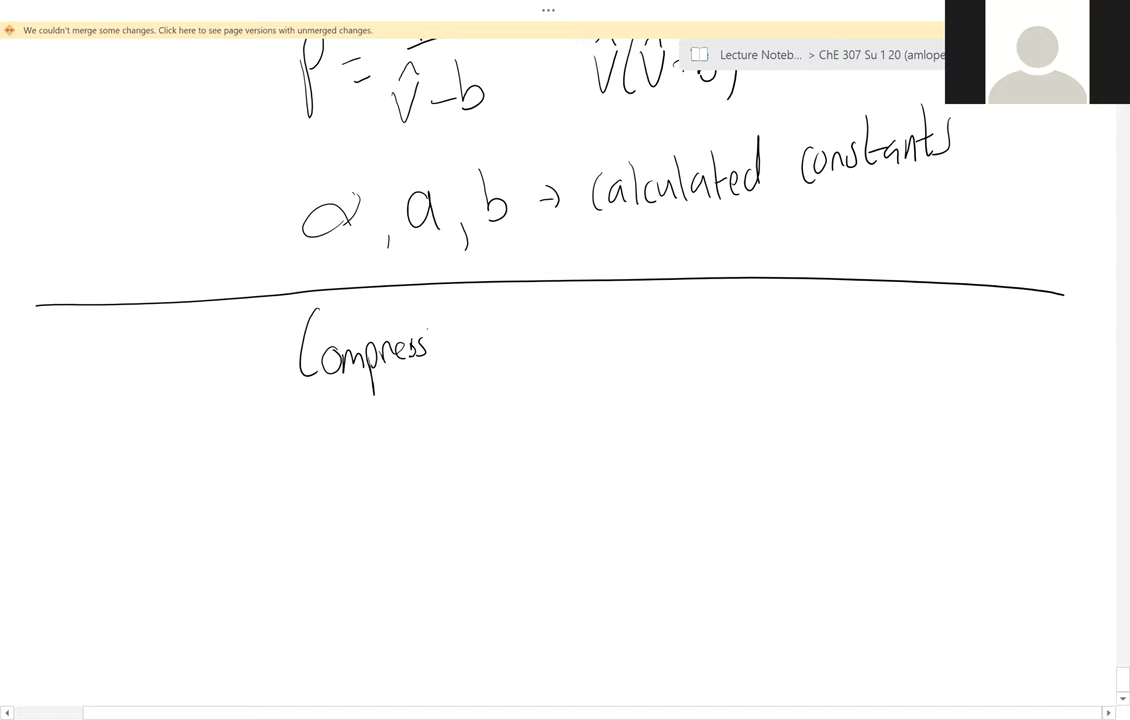 We couldn't merge some changes. Click here to see page versions with unmerged changes.
Lecture Noteb... > ChE 307 Su 1 20 (amlope
P = V̂ - b V̂(V̂ + b)
α, a, b → calculated constants
Compress